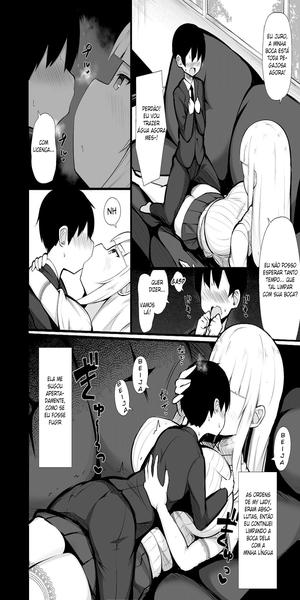 EU JURO,
A MINHA
BOCA ESTÁ
TODA PE-
GAJOSA
AGORA!
PERDÃO!
EU VOU
TRAZER
ÁGUA AGORA
MES-!
COM
LICENÇA...
NH
EU NÃO POSSO
ESPERAR TANTO
TEMPO... QUE
TAL LIMPAR
COM SUA BOCA?
QUER
DIZER...
VAMOS
LÁ!
BEIJA
BEIJA
BEIJA
ELA ME
SUGOU
APERTA-
DAMENTE,
COMO SE
EU FOSSE
FUGIR
AS ORDENS
DE MY LADY,
ERAM ABSO-
LUTAS, ENTÃO
EU CONTINUEI
LIMPANDO A
BOCA DELA
COM A
MINHA LÍNGUA